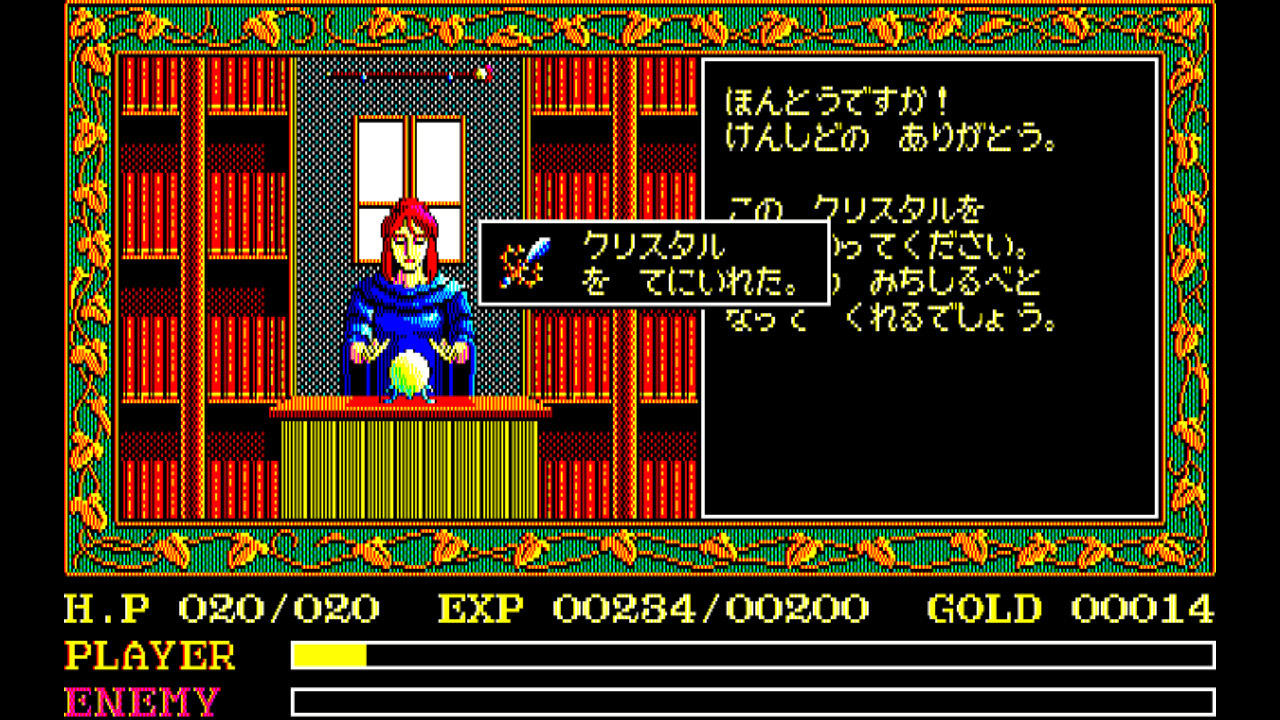 ほんとうですか！
けんしどの　ありがとう。
この　クリスタルを
ってください。
みちしるべと
なって　くれるでしょう。
クリスタル
を　てにいれた。
H.P 020/020 EXP 00234/00200 GOLD 00014
PLAYER
ENEMY